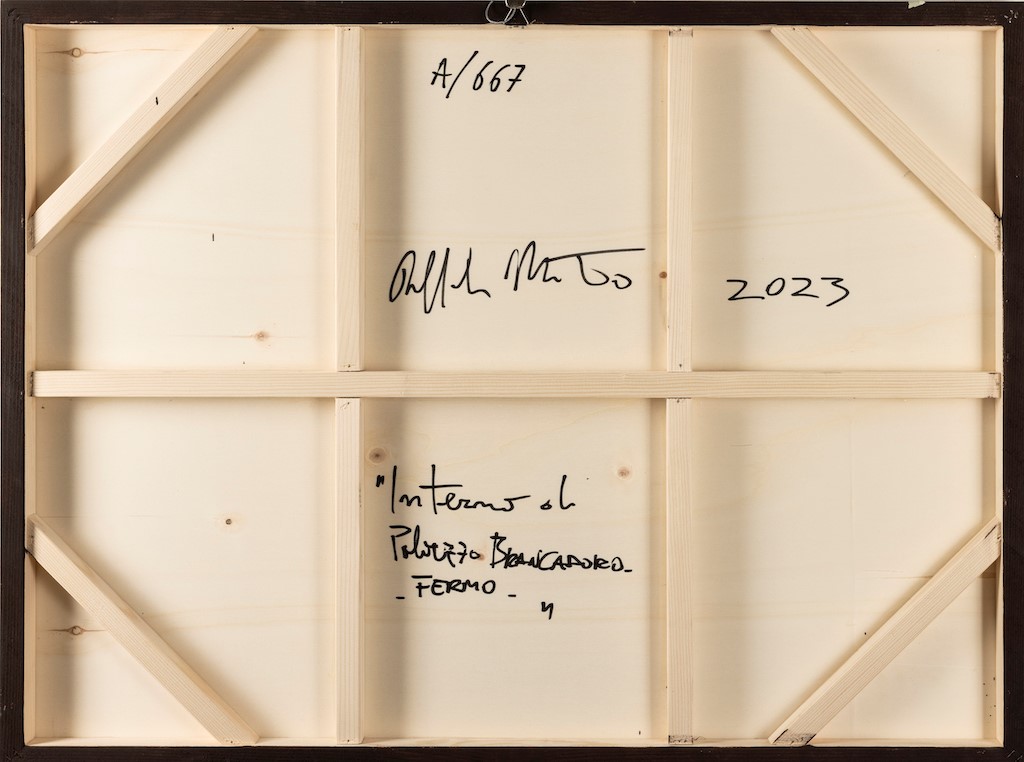 A/667
2023
"Interno di
Palazzo BRANCADORO-
- FERMO -
"